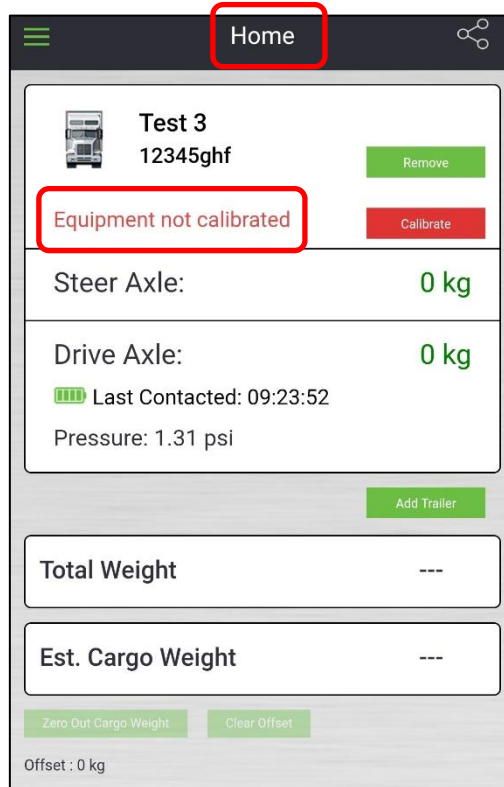 Home
Test 3
12345ghf
Remove
Equipment not calibrated
Calibrate
Steer Axle: 0 kg
Drive Axle: 0 kg
Last Contacted: 09:23:52
Pressure: 1.31 psi
Add Trailer
Total Weight ---
Est. Cargo Weight ---
Zero Out Cargo Weight Clear Offset
Offset : 0 kg